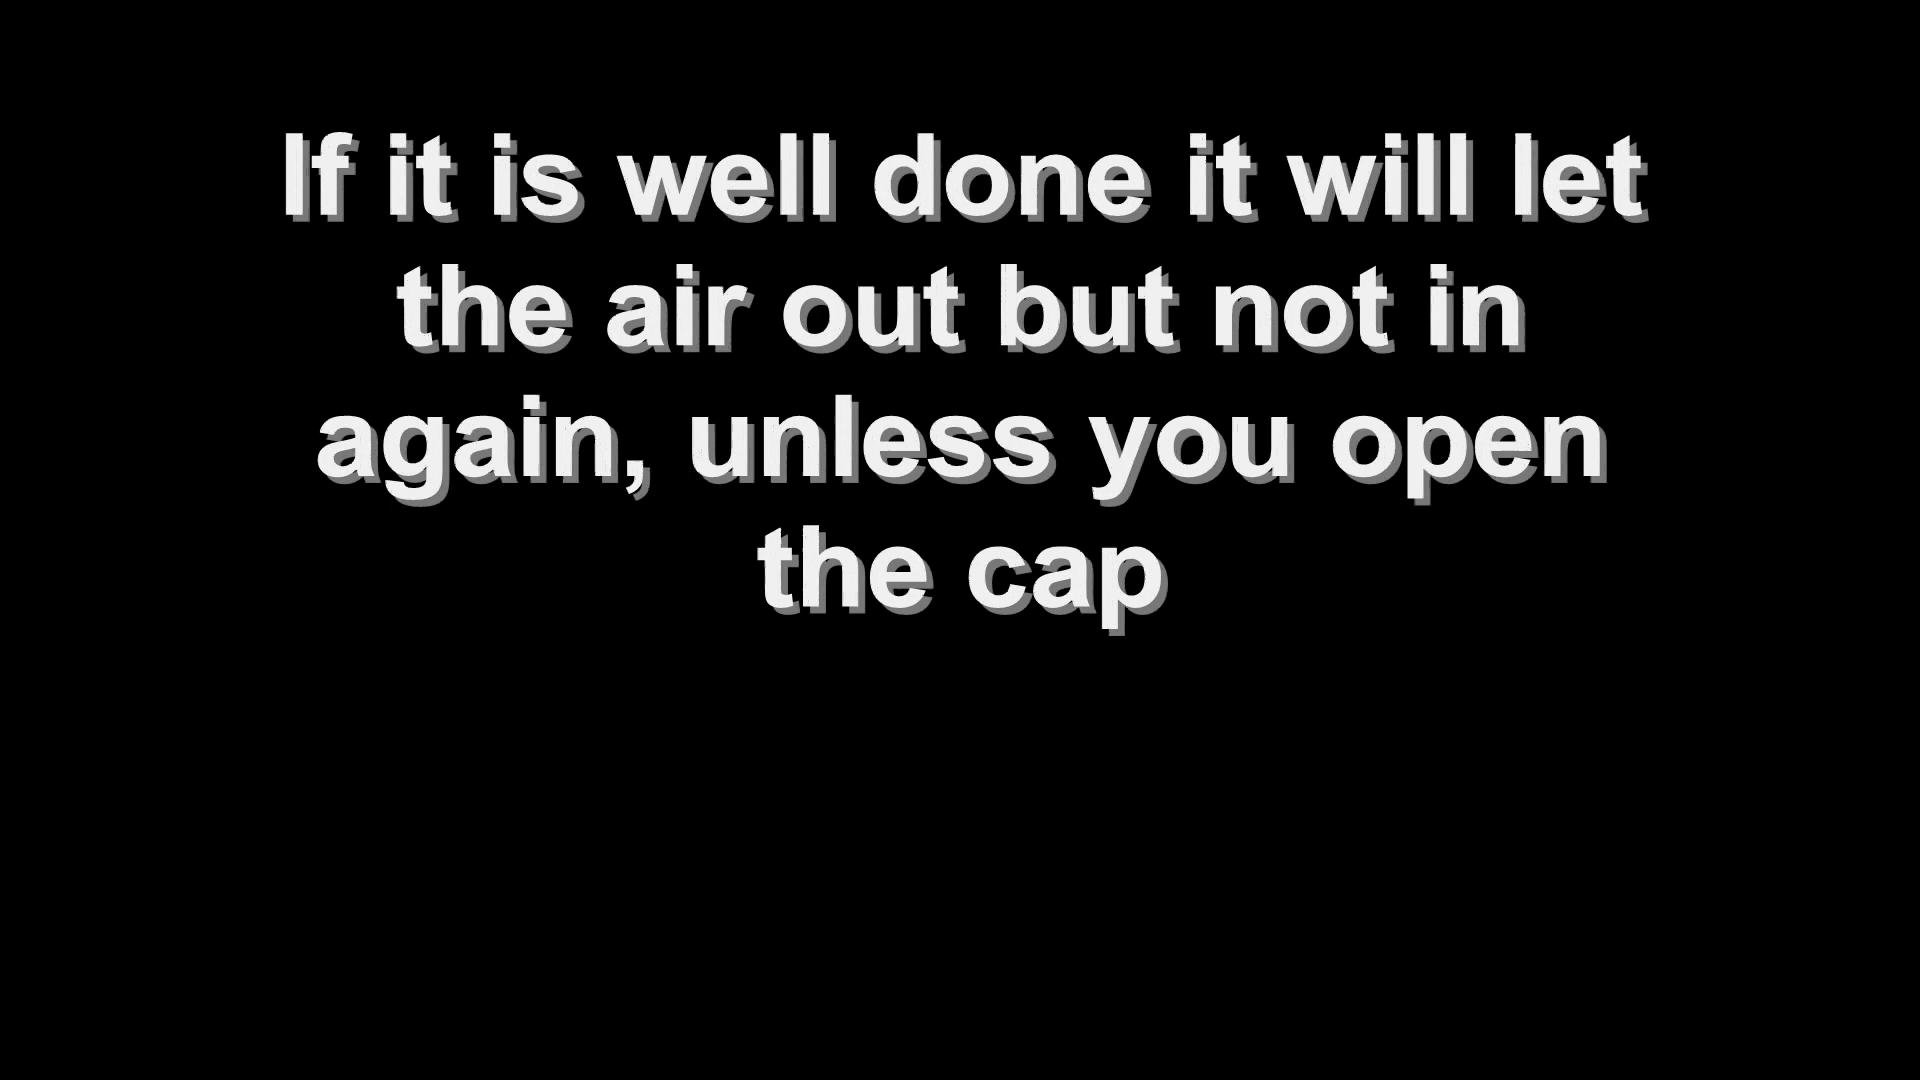 If it is well done it will let
the air out but not in
again, unless you open
the cap